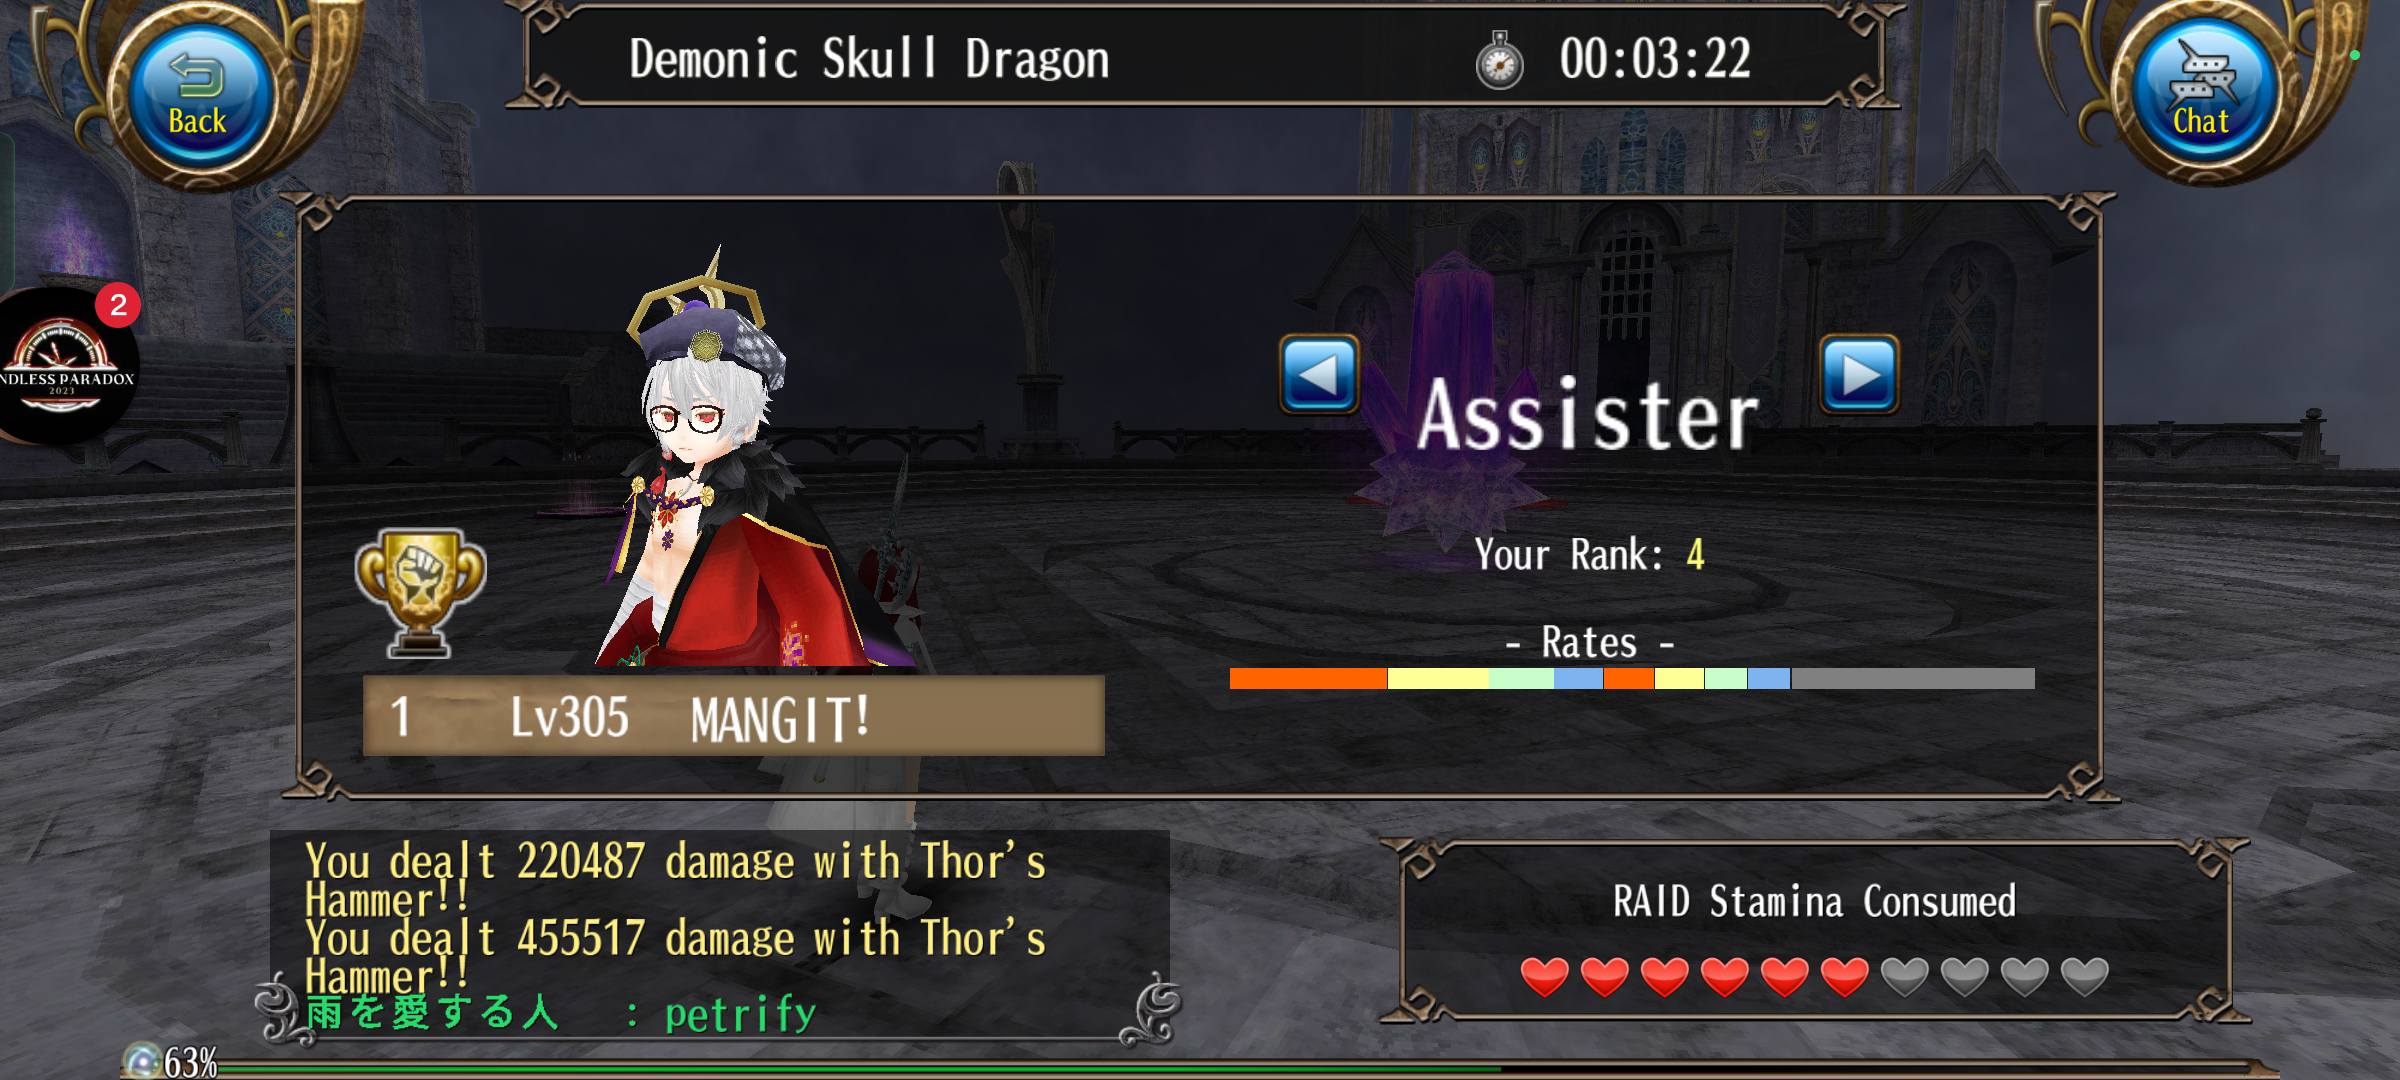 Demonic Skull Dragon 00:03:22
Back
Chat
2
NDLESS PARADOX
2023
Assister
Your Rank: 4
- Rates -
1 Lv305 MANGIT!
You dealt 220487 damage with Thor's
Hammer!!
You dealt 455517 damage with Thor's
Hammer!!
雨を愛する人 : petrify
RAID Stamina Consumed
63%